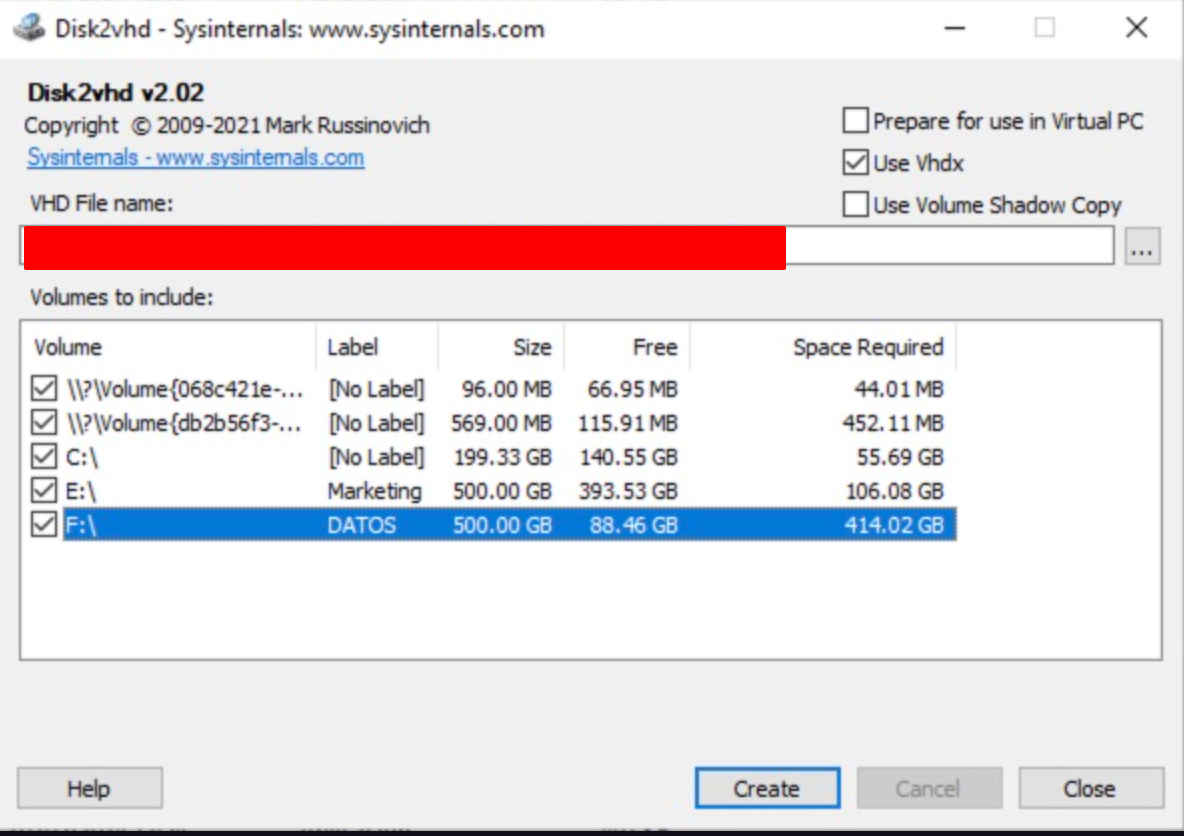 Disk2vhd - Sysinternals: www.sysinternals.com
Disk2vhd v2.02
Copyright © 2009-2021 Mark Russinovich
Sysinternals - www.sysinternals.com
Prepare for use in Virtual PC
Use Vhdx
Use Volume Shadow Copy
VHD File name:
...
Volumes to include:
Volume Label Size Free Space Required
\\?\Volume{068c421e-... [No Label] 96.00 MB 66.95 MB 44.01 MB
\\?\Volume{db2b56f3-... [No Label] 569.00 MB 115.91 MB 452.11 MB
C:\ [No Label] 199.33 GB 140.55 GB 55.69 GB
E:\ Marketing 500.00 GB 393.53 GB 106.08 GB
F:\ DATOS 500.00 GB 88.46 GB 414.02 GB
Help Create Cancel Close